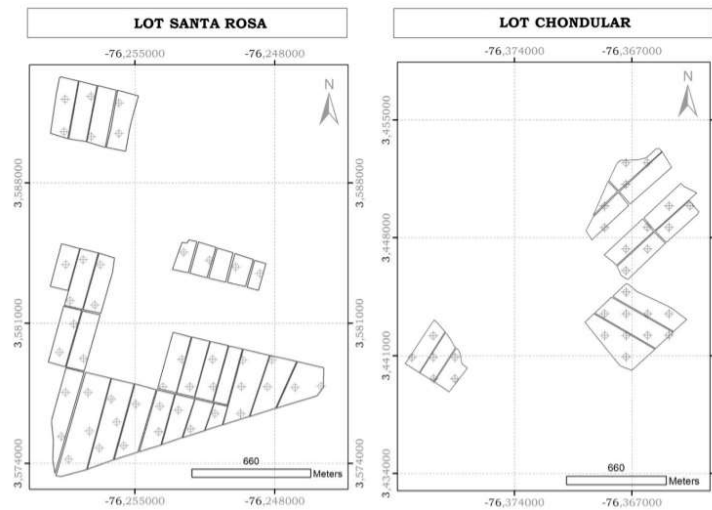 LOT SANTA ROSA
-76,255000 -76,248000
N
3,588000 3,588000
3,581000 3,581000
3,574000 3,574000
660
Meters
-76,255000 -76,248000
LOT CHONDULAR
-76,374000 -76,367000
N
3,455000 3,455000
3,448000 3,448000
3,441000 3,441000
3,434000 3,434000
660
Meters
-76,374000 -76,367000